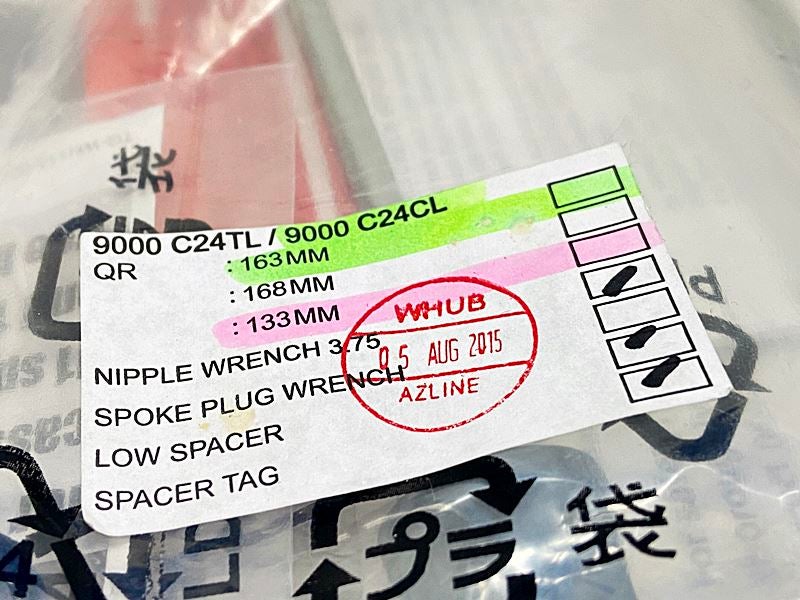 袋
9000 C24TL / 9000 C24CL
QR : 163MM
: 168MM
: 133MM
NIPPLE WRENCH 3.75
SPOKE PLUG WRENCH
LOW SPACER
SPACER TAG
WHUB
05 AUG 2015
AZLINE
プラ
袋